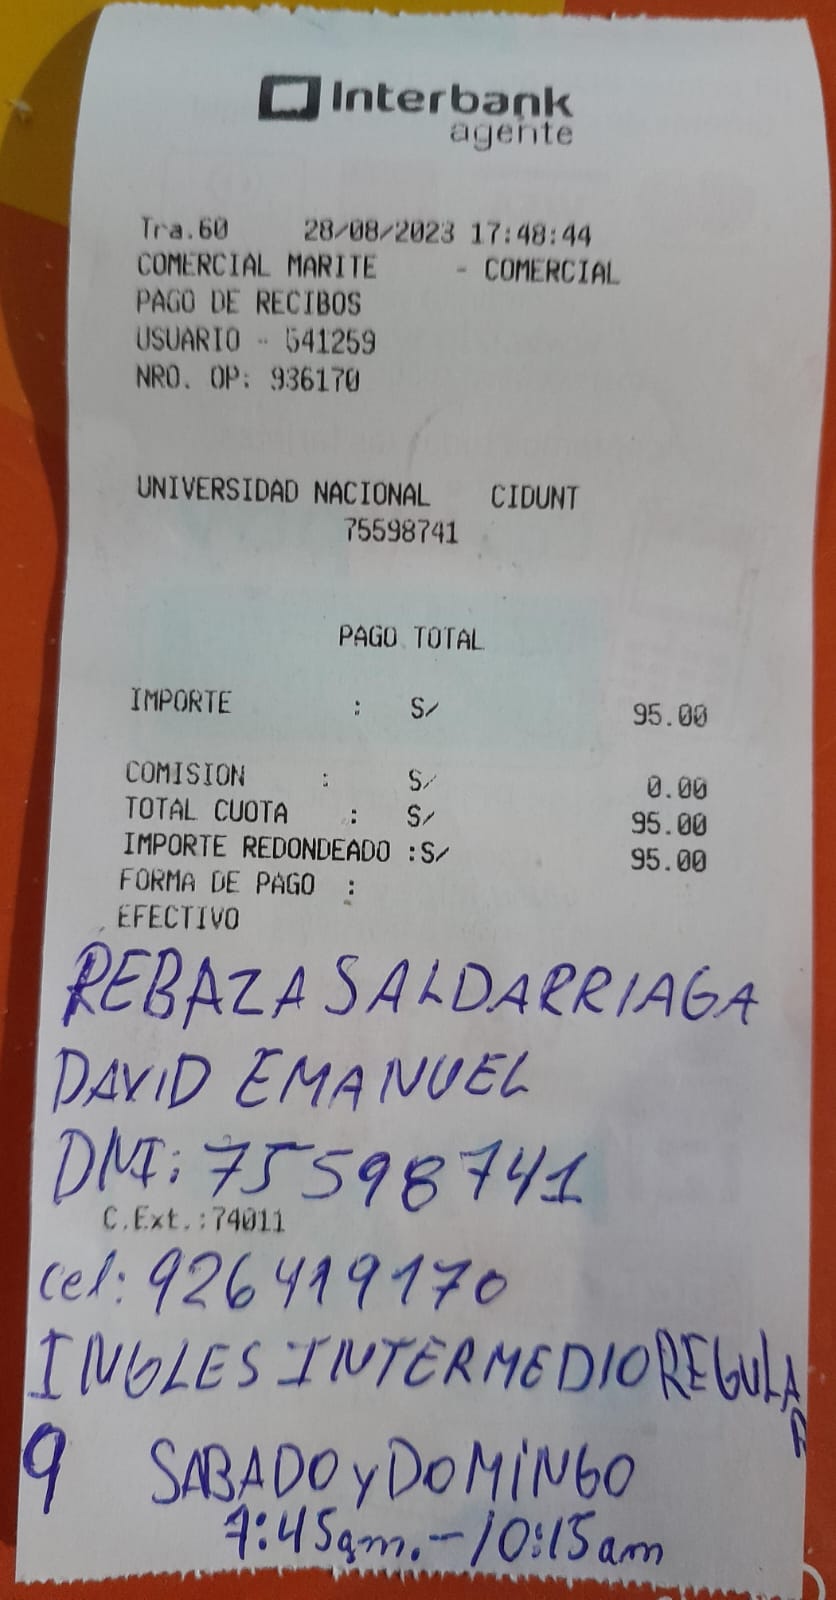 Interbank
agente
Tra.60 28/08/2023 17:48:44
COMERCIAL MARITE - COMERCIAL
PAGO DE RECIBOS
USUARIO - 541259
NRO. OP: 936170
UNIVERSIDAD NACIONAL CIDUNT
75598741
PAGO TOTAL
IMPORTE : S/ 95.00
COMISION : S/ 0.00
TOTAL CUOTA : S/ 95.00
IMPORTE REDONDEADO :S/ 95.00
FORMA DE PAGO :
EFECTIVO
REBAZA SALDARRIAGA
DAVID EMANUEL
DNI: 75598741
C.Ext.:74011
cel: 926419170
INGLES INTERMEDIO REGULAR
9 SABADO y DOMINGO
7:45am. - 10:15am